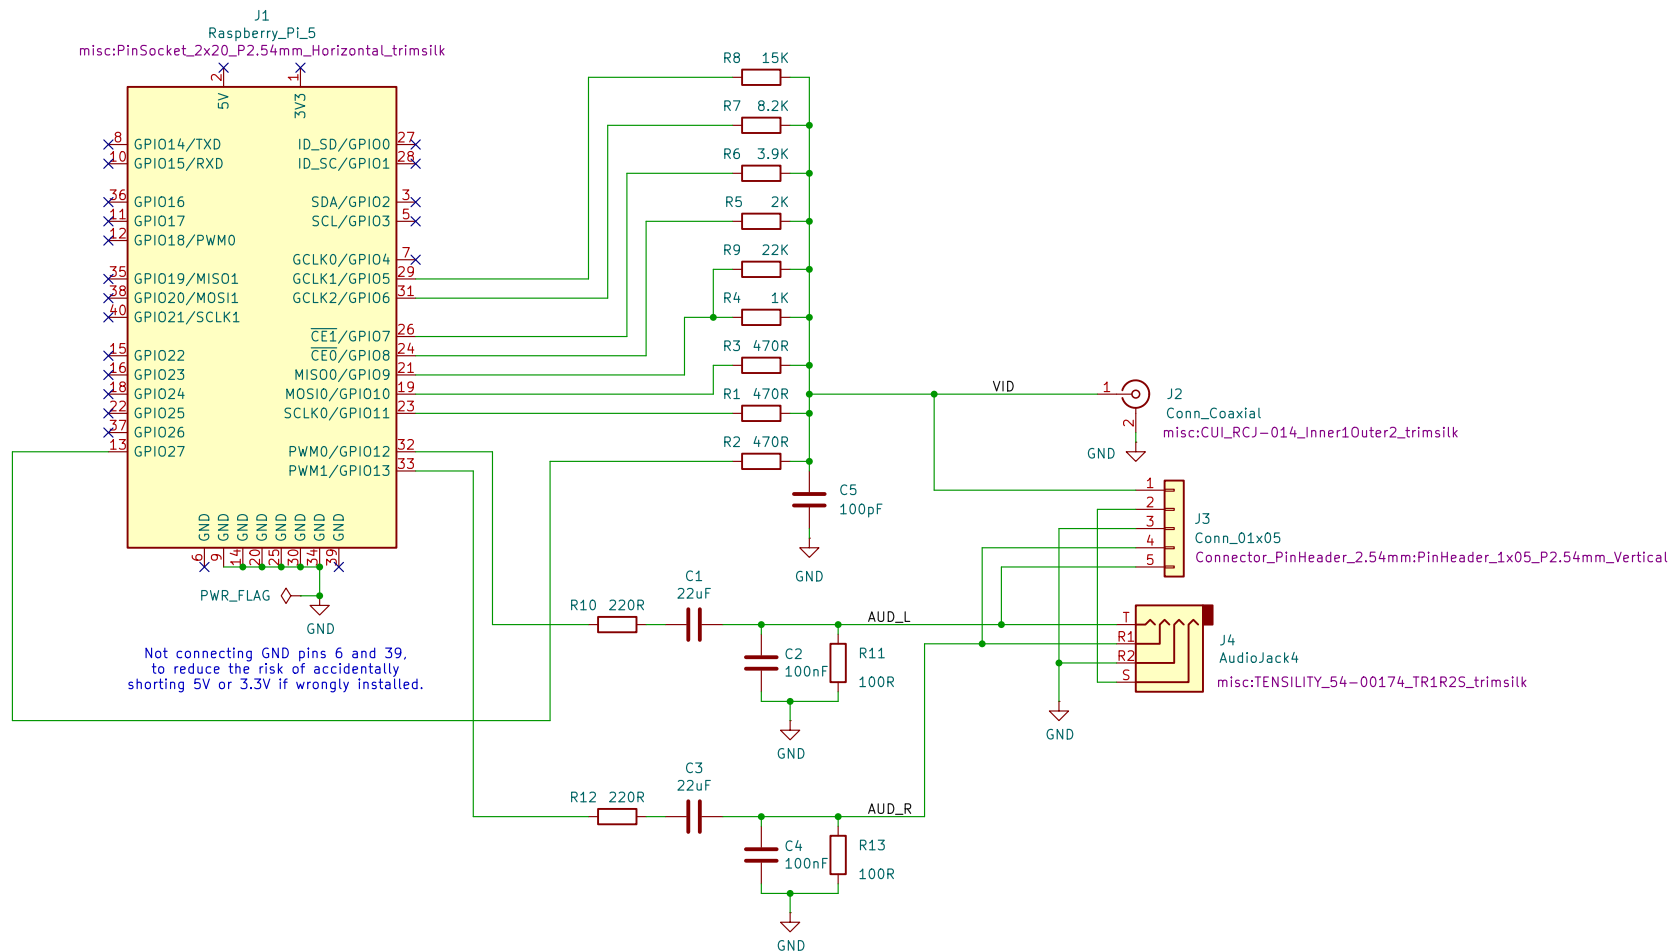 J1
Raspberry_Pi_5
misc:PinSocket_2x20_P2.54mm_Horizontal_trimsilk
2 1
5V 3V3
8 GPIO14/TXD ID_SD/GPIO0 27
10 GPIO15/RXD ID_SC/GPIO1 28
36 GPIO16 SDA/GPIO2 3
11 GPIO17 SCL/GPIO3 5
12 GPIO18/PWM0
GCLK0/GPIO4 7
35 GPIO19/MISO1 GCLK1/GPIO5 29
38 GPIO20/MOSI1 GCLK2/GPIO6 31
40 GPIO21/SCLK1
CE1/GPIO7 26
15 GPIO22 CE0/GPIO8 24
16 GPIO23 MISO0/GPIO9 21
18 GPIO24 MOSI0/GPIO10 19
22 GPIO25 SCLK0/GPIO11 23
37 GPIO26
13 GPIO27 PWM0/GPIO12 32
PWM1/GPIO13 33
GND GND GND GND GND GND GND GND
6 9 14 20 25 30 34 39
PWR_FLAG
GND
Not connecting GND pins 6 and 39,
to reduce the risk of accidentally
shorting 5V or 3.3V if wrongly installed.
R8 15K
R7 8.2K
R6 3.9K
R5 2K
R9 22K
R4 1K
R3 470R
R1 470R
R2 470R
C5
100pF
GND
VID
1
2
J2
Conn_Coaxial
misc:CUI_RCJ-014_Inner1Outer2_trimsilk
GND
1
2
3
4
5
J3
Conn_01x05
Connector_PinHeader_2.54mm:PinHeader_1x05_P2.54mm_Vertical
C1
22uF
R10 220R
AUD_L
C2
100nF
R11
100R
GND
T
R1
R2
S
J4
AudioJack4
misc:TENSILITY_54-00174_TR1R2S_trimsilk
GND
C3
22uF
R12 220R
AUD_R
C4
100nF
R13
100R
GND